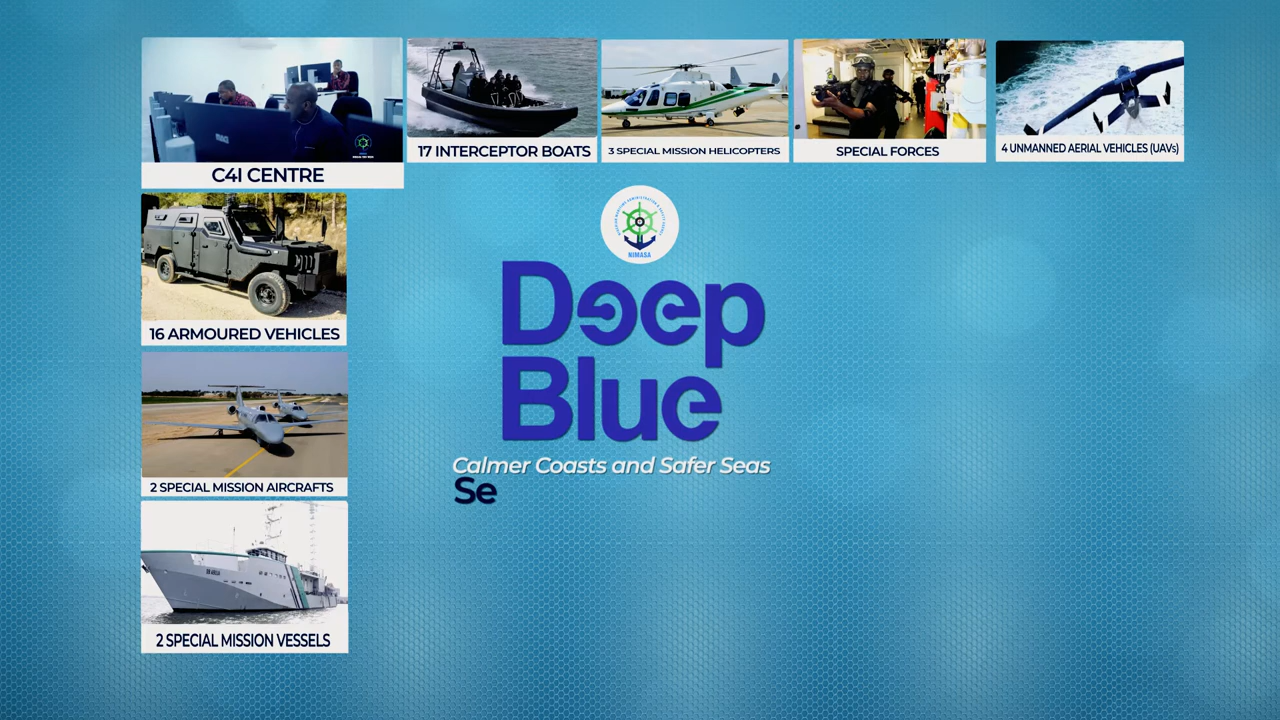 C4I CENTRE
17 INTERCEPTOR BOATS
3 SPECIAL MISSION HELICOPTERS
SPECIAL FORCES
4 UNMANNED AERIAL VEHICLES (UAVs)
16 ARMOURED VEHICLES
2 SPECIAL MISSION AIRCRAFTS
2 SPECIAL MISSION VESSELS
NIMASA
Deep
Blue
Calmer Coasts and Safer Seas
Se